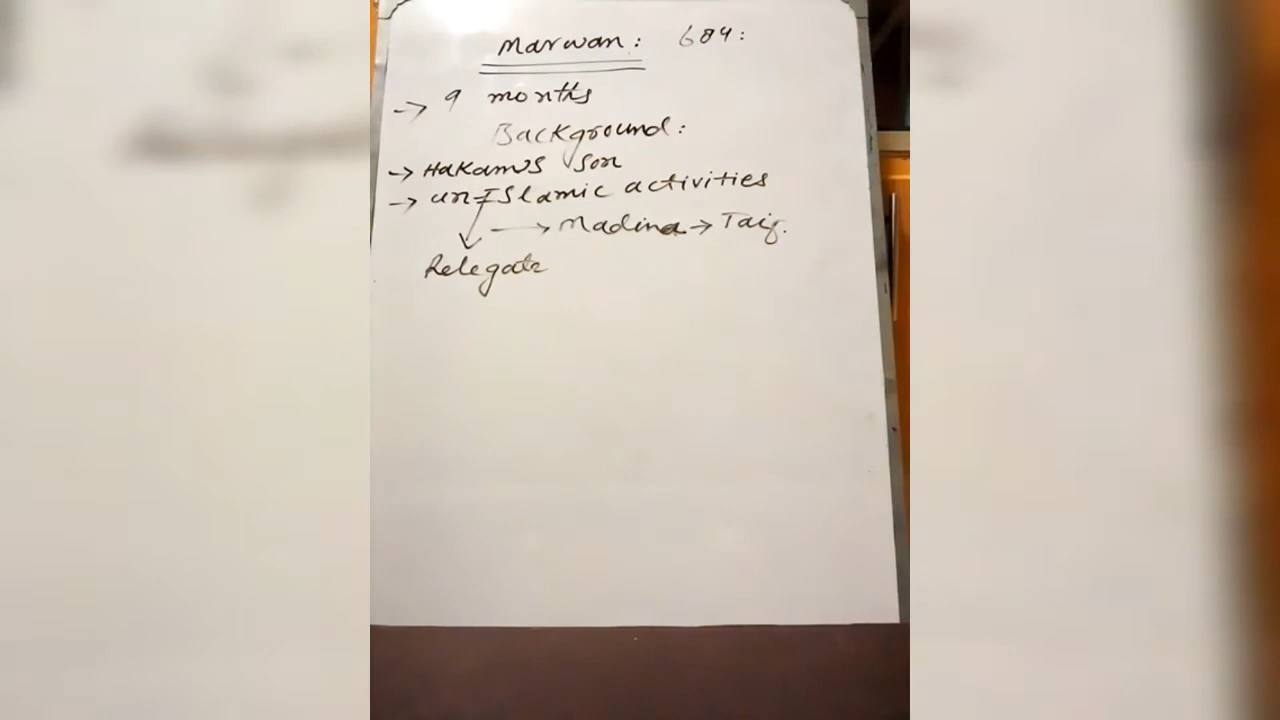 Marwan: 684:
→ 9 months
Background:
→ Hakam's son
→ un-Islamic activities
→ Madina → Taif.
Relegate